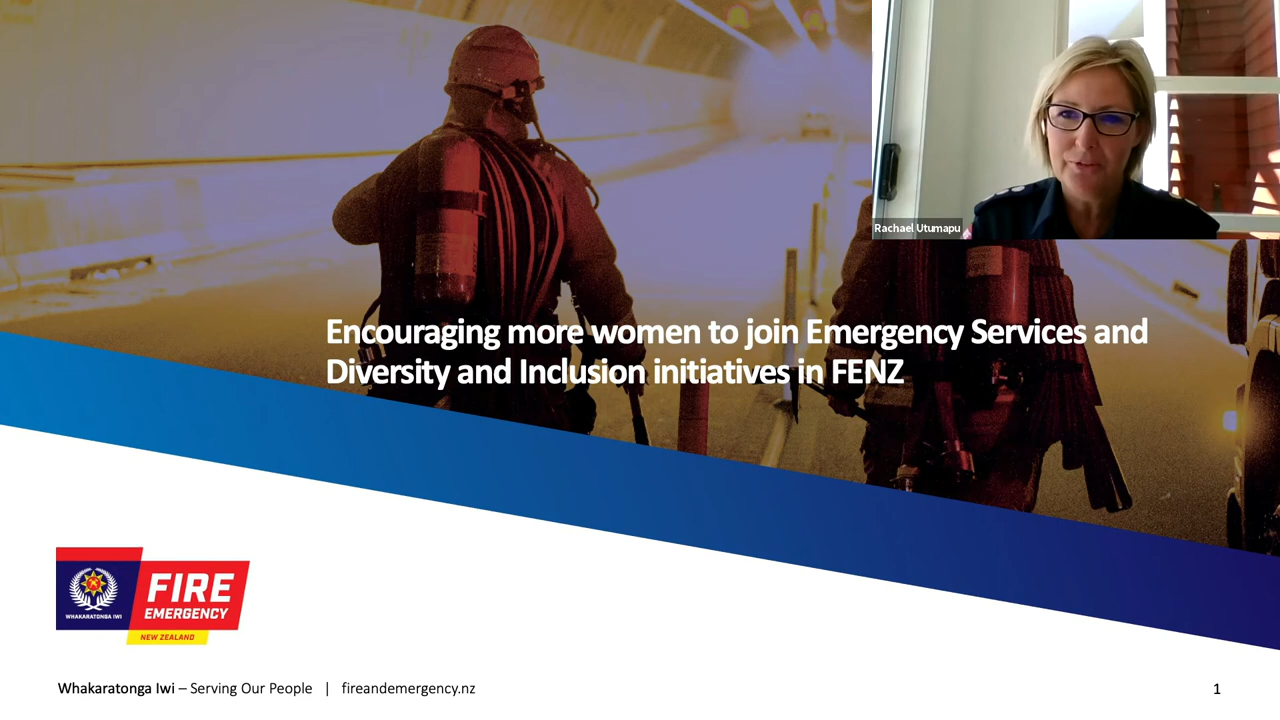 Rachael Utumapu
Encouraging more women to join Emergency Services and
Diversity and Inclusion initiatives in FENZ
WHAKARATONGA IWI
FIRE
EMERGENCY
NEW ZEALAND
Whakaratonga Iwi – Serving Our People | fireandemergency.nz
1